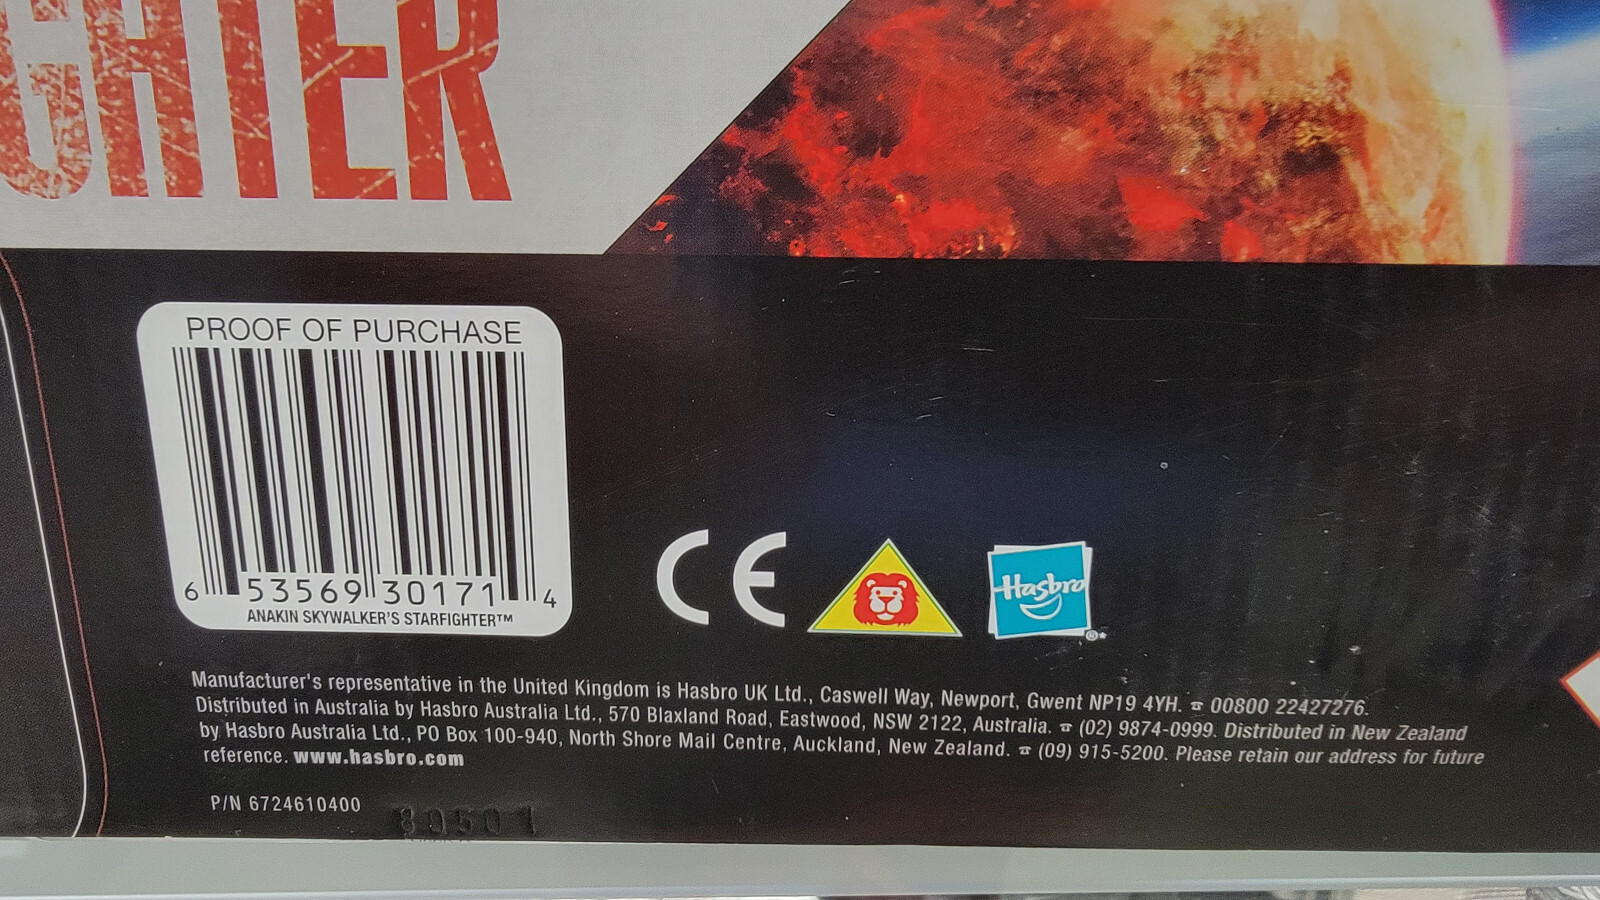 GHTER
PROOF OF PURCHASE
6 53569 30171 4
ANAKIN SKYWALKER'S STARFIGHTER™
CE
Hasbro
®*
Manufacturer's representative in the United Kingdom is Hasbro UK Ltd., Caswell Way, Newport, Gwent NP19 4YH. ☎ 00800 22427276.
Distributed in Australia by Hasbro Australia Ltd., 570 Blaxland Road, Eastwood, NSW 2122, Australia. ☎ (02) 9874-0999. Distributed in New Zealand
by Hasbro Australia Ltd., PO Box 100-940, North Shore Mail Centre, Auckland, New Zealand. ☎ (09) 915-5200. Please retain our address for future
reference. www.hasbro.com
P/N 6724610400
80501